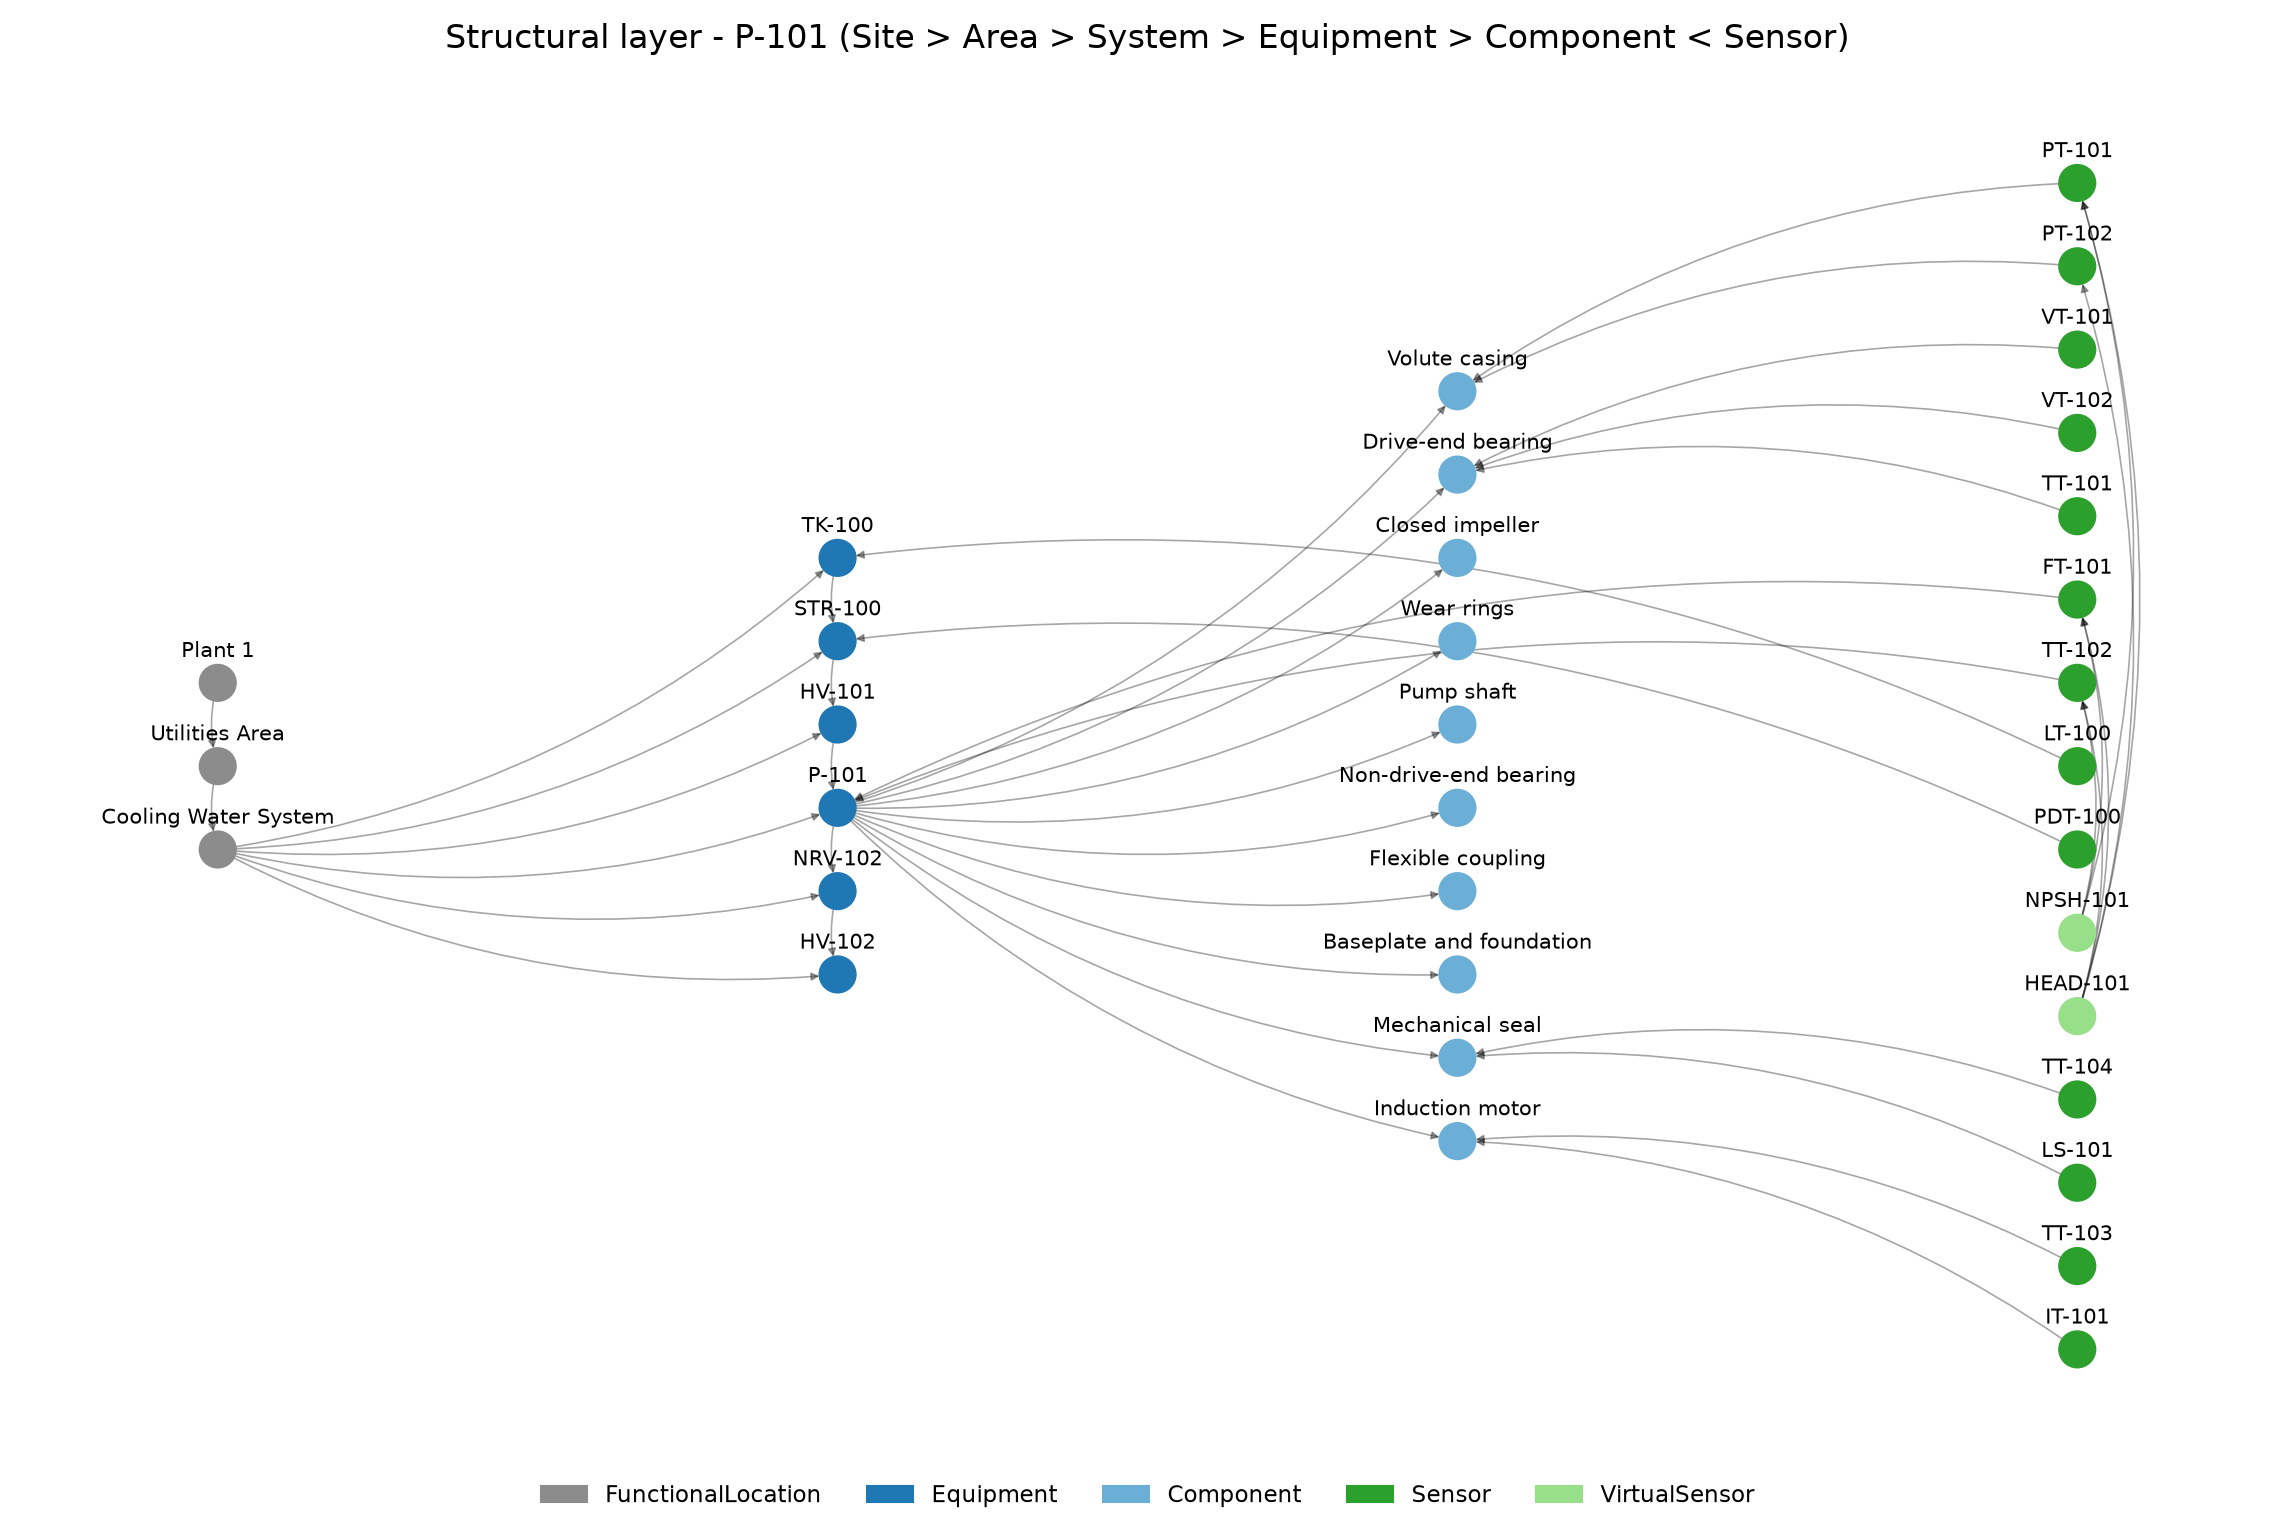 Structural layer - P-101 (Site > Area > System > Equipment > Component < Sensor)
Plant 1
Utilities Area
Cooling Water System
TK-100
STR-100
HV-101
P-101
NRV-102
HV-102
Volute casing
Drive-end bearing
Closed impeller
Wear rings
Pump shaft
Non-drive-end bearing
Flexible coupling
Baseplate and foundation
Mechanical seal
Induction motor
PT-101
PT-102
VT-101
VT-102
TT-101
FT-101
TT-102
LT-100
PDT-100
NPSH-101
HEAD-101
TT-104
LS-101
TT-103
IT-101
FunctionalLocation
Equipment
Component
Sensor
VirtualSensor